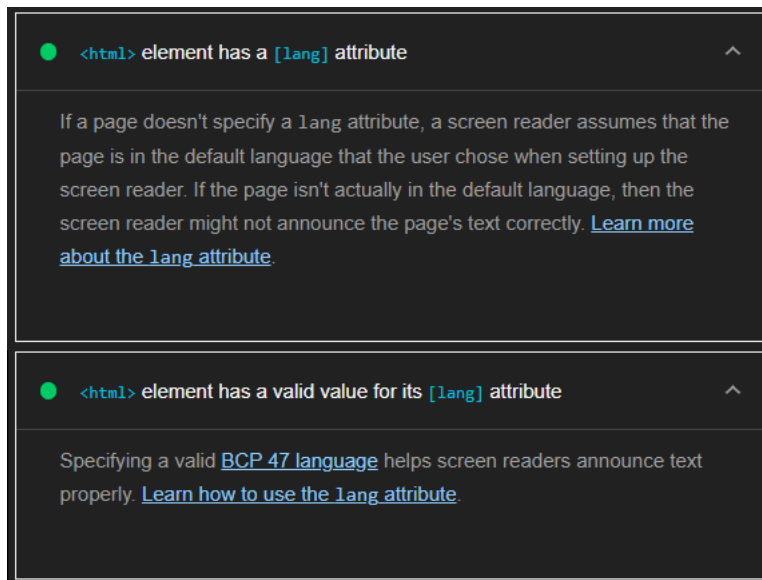 <html> element has a [lang] attribute
If a page doesn't specify a lang attribute, a screen reader assumes that the
page is in the default language that the user chose when setting up the
screen reader. If the page isn't actually in the default language, then the
screen reader might not announce the page's text correctly. Learn more
about the lang attribute.
<html> element has a valid value for its [lang] attribute
Specifying a valid BCP 47 language helps screen readers announce text
properly. Learn how to use the lang attribute.